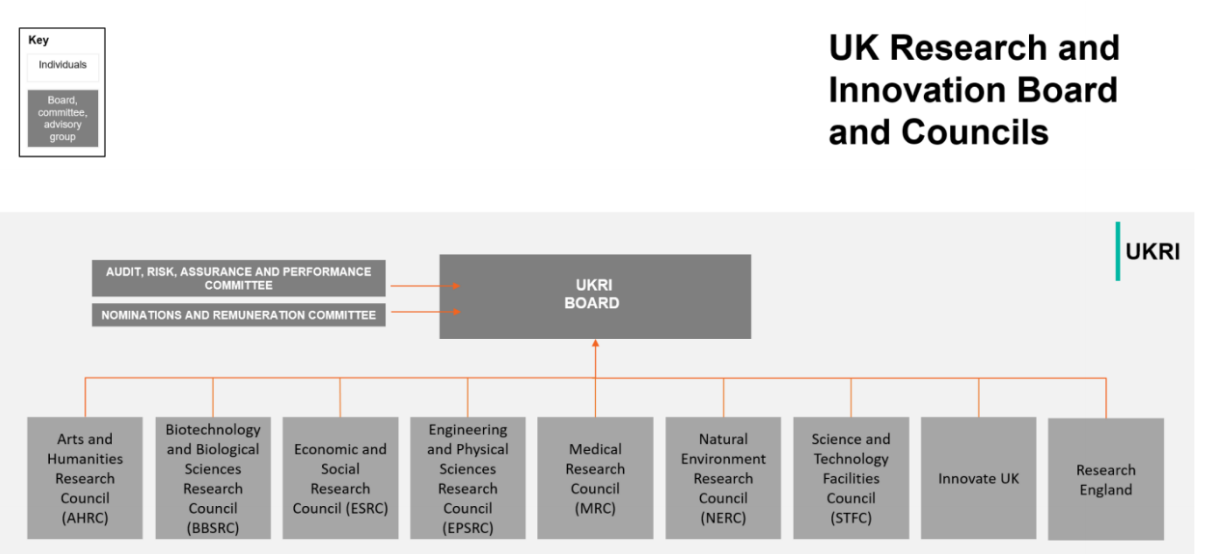 Key
Individuals
Board,
committee,
advisory
group
UK Research and
Innovation Board
and Councils
UKRI
AUDIT, RISK, ASSURANCE AND PERFORMANCE
COMMITTEE
NOMINATIONS AND REMUNERATION COMMITTEE
UKRI
BOARD
Arts and
Humanities
Research
Council
(AHRC)
Biotechnology
and Biological
Sciences
Research
Council
(BBSRC)
Economic and
Social
Research
Council (ESRC)
Engineering
and Physical
Sciences
Research
Council
(EPSRC)
Medical
Research
Council
(MRC)
Natural
Environment
Research
Council
(NERC)
Science and
Technology
Facilities
Council
(STFC)
Innovate UK
Research
England